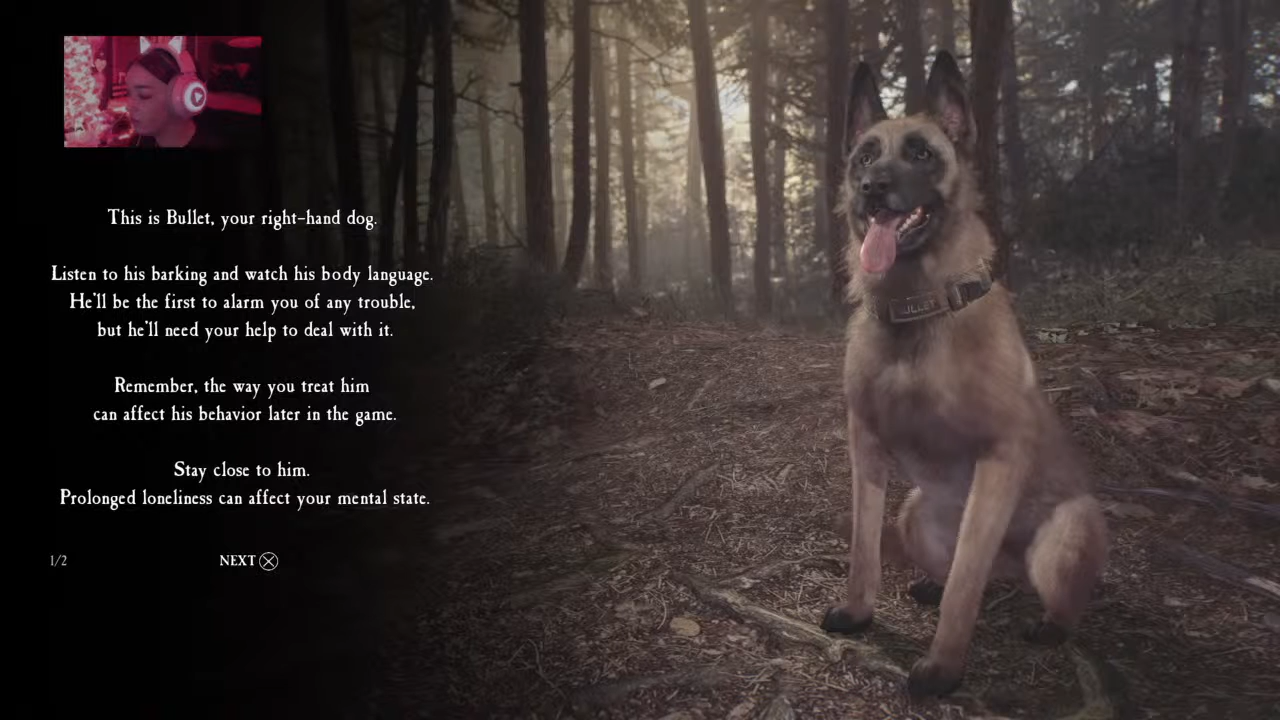 This is Bullet, your right-hand dog.
Listen to his barking and watch his body language.
He'll be the first to alarm you of any trouble,
but he'll need your help to deal with it.
Remember, the way you treat him
can affect his behavior later in the game.
Stay close to him.
Prolonged loneliness can affect your mental state.
1/2
NEXT
BULLET